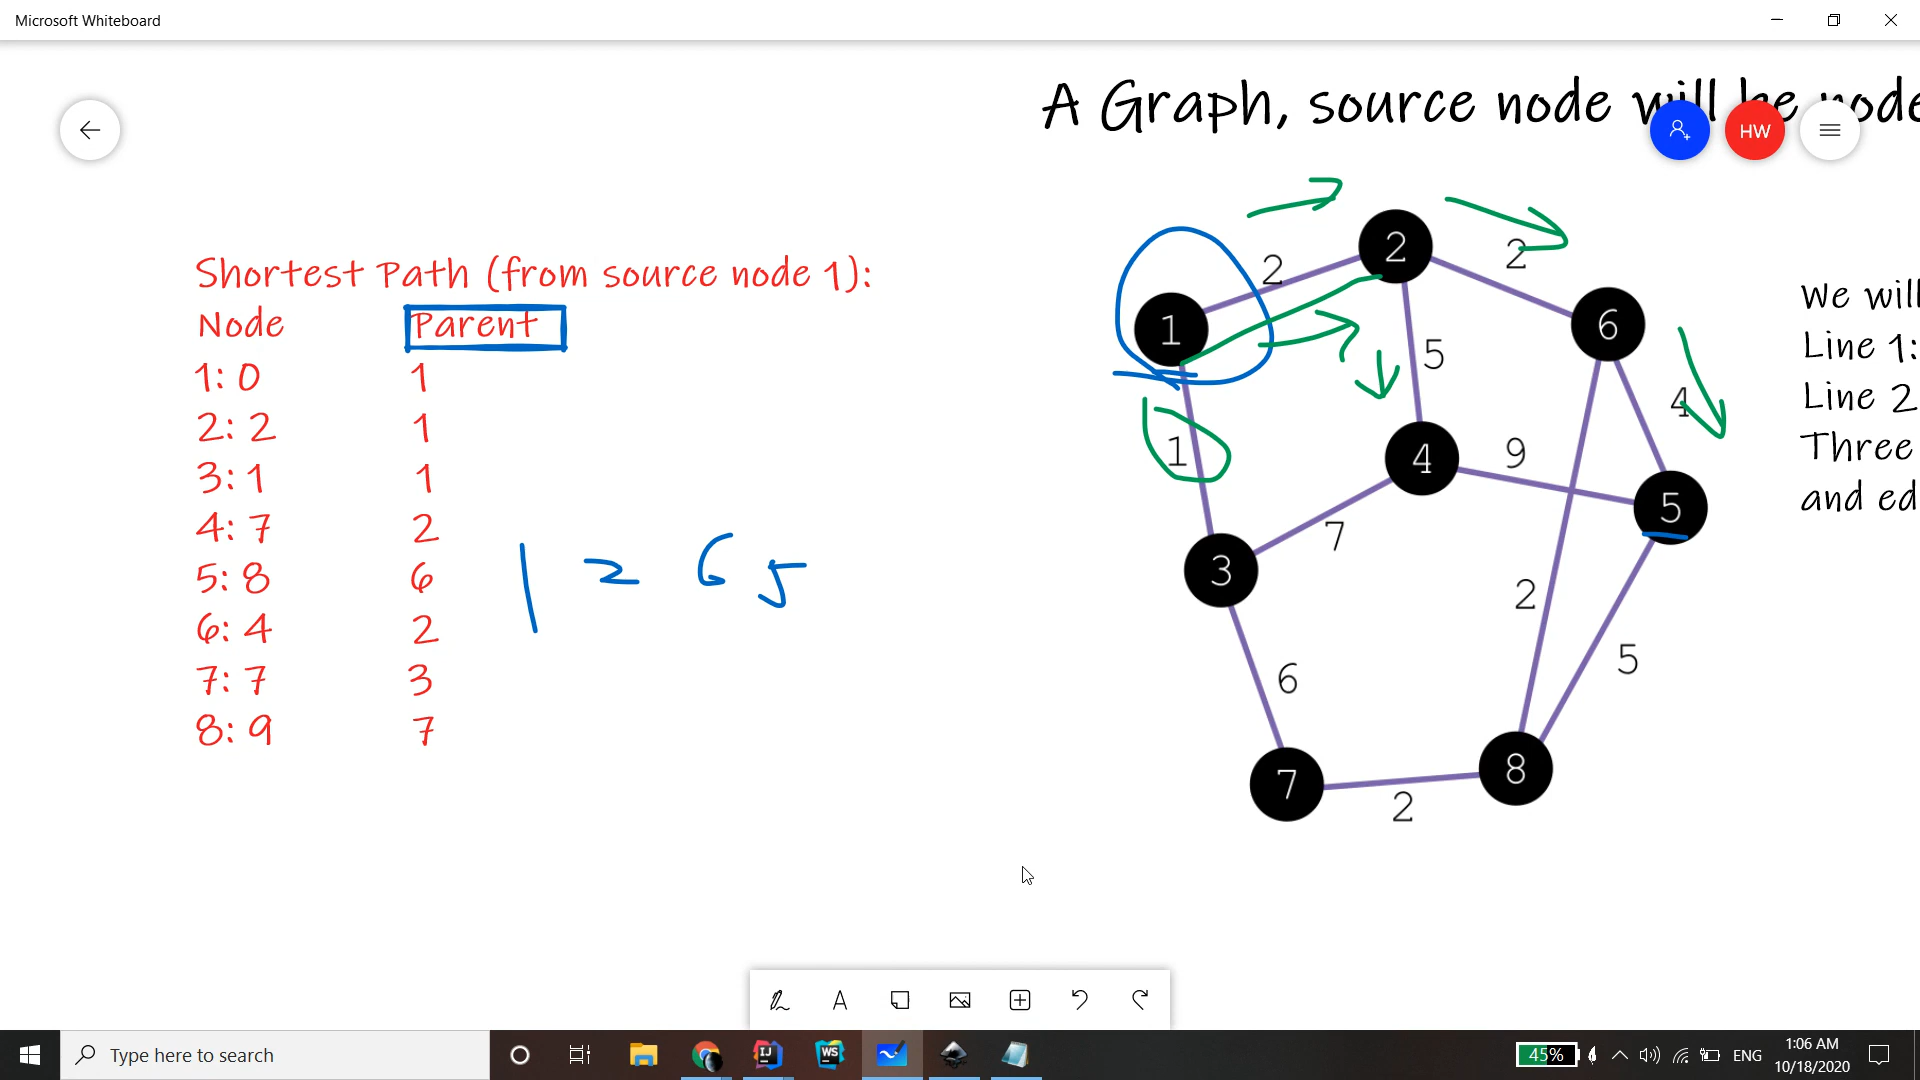 Microsoft Whiteboard
A Graph, source node will be node
HW
Shortest Path (from source node 1):
Node Parent
1: 0 1
2: 2 1
3: 1 1
4: 7 2
5: 8 6
6: 4 2
7: 7 3
8: 9 7
1 2 6 5
2
2
2
1
6
5
4
1
4
9
5
3
7
2
6
5
7
8
2
We will
Line 1:
Line 2
Three
and ed
Type here to search
IJ
WS
45%
ENG
1:06 AM
10/18/2020